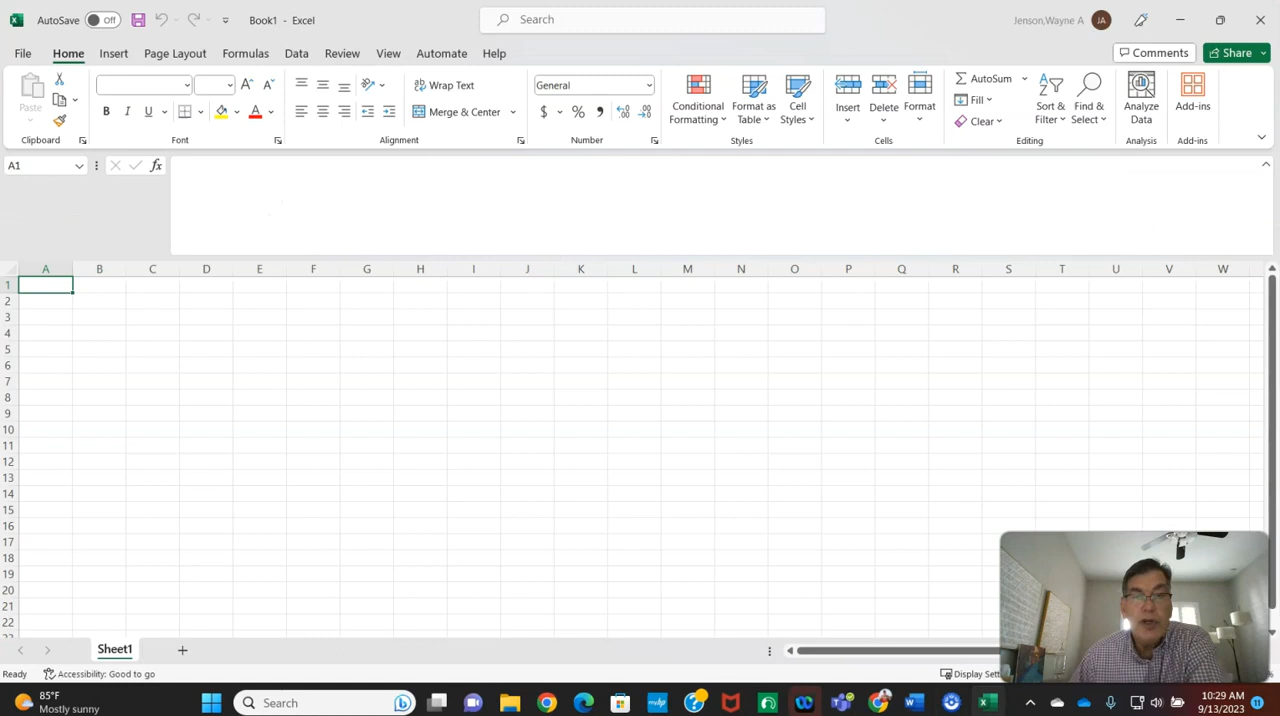 AutoSave Off Book1 - Excel Search Jenson,Wayne A JA
File Home Insert Page Layout Formulas Data Review View Automate Help Comments Share
Paste Wrap Text General AutoSum
Merge & Center $ % , Fill
Clear
Conditional Formatting Format as Table Cell Styles Insert Delete Format Sort & Filter Find & Select Analyze Data Add-ins
Clipboard Font Alignment Number Styles Cells Editing Analysis Add-ins
A1 fx
A B C D E F G H I J K L M N O P Q R S T U V W
1
2
3
4
5
6
7
8
9
10
11
12
13
14
15
16
17
18
19
20
21
22
Sheet1
Ready Accessibility: Good to go
85°F
Mostly sunny
Search
10:29 AM
9/13/2023